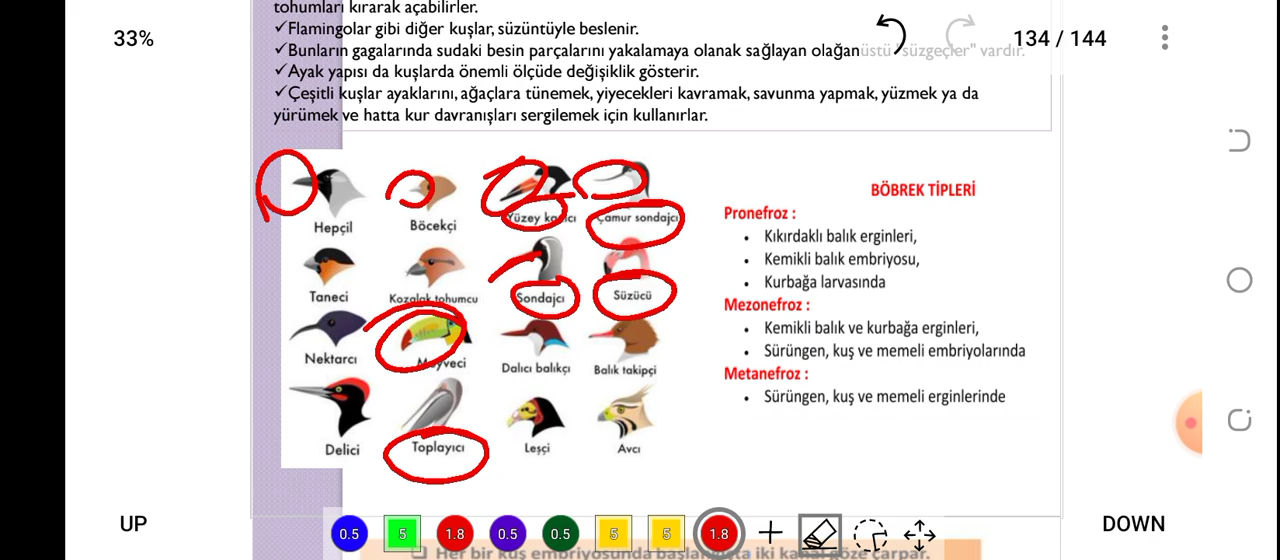 tohumları kırarak açabilirler.
33%
134 / 144
✓Flamingolar gibi diğer kuşlar, süzüntüyle beslenir.
✓Bunların gagalarında sudaki besin parçalarını yakalamaya olanak sağlayan olağanüstü "süzgeçler" vardır.
✓Ayak yapısı da kuşlarda önemli ölçüde değişiklik gösterir.
✓Çeşitli kuşlar ayaklarını, ağaçlara tünemek, yiyecekleri kavramak, savunma yapmak, yüzmek ya da
yürümek ve hatta kur davranışları sergilemek için kullanırlar.
Hepçil
Böcekçi
Yüzey
Çamur sondajcı
Taneci
Kozalak tohumcu
Sondajcı
Süzücü
Nektarcı
Meyveci
Dalıcı balıkçı
Balık takipçi
Delici
Toplayıcı
Leşçi
Avcı
BÖBREK TİPLERİ
Pronefroz :
• Kıkırdaklı balık erginleri,
• Kemikli balık embriyosu,
• Kurbağa larvasında
Mezonefroz :
• Kemikli balık ve kurbağa erginleri,
• Sürüngen, kuş ve memeli embriyolarında
Metanefroz :
• Sürüngen, kuş ve memeli erginlerinde
UP
0.5
5
1.8
0.5
0.5
5
5
1.8
DOWN
Her bir kuş embriyosunda başlangıçta iki kanal göze çarpar.